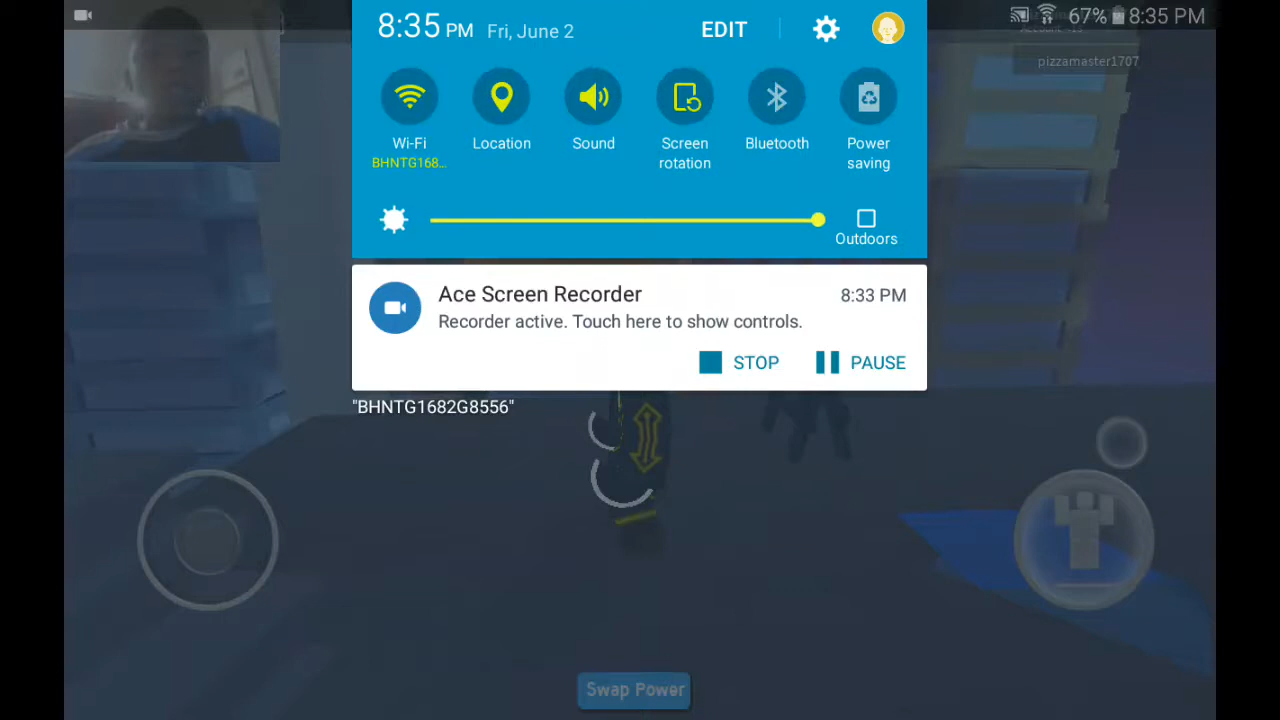 8:35 PM Fri, June 2 EDIT
67% 8:35 PM
Account: 13+
pizzamaster1707
Wi-Fi
BHNTG168...
Location
Sound
Screen
rotation
Bluetooth
Power
saving
Outdoors
Ace Screen Recorder 8:33 PM
Recorder active. Touch here to show controls.
STOP PAUSE
"BHNTG1682G8556"
Swap Power